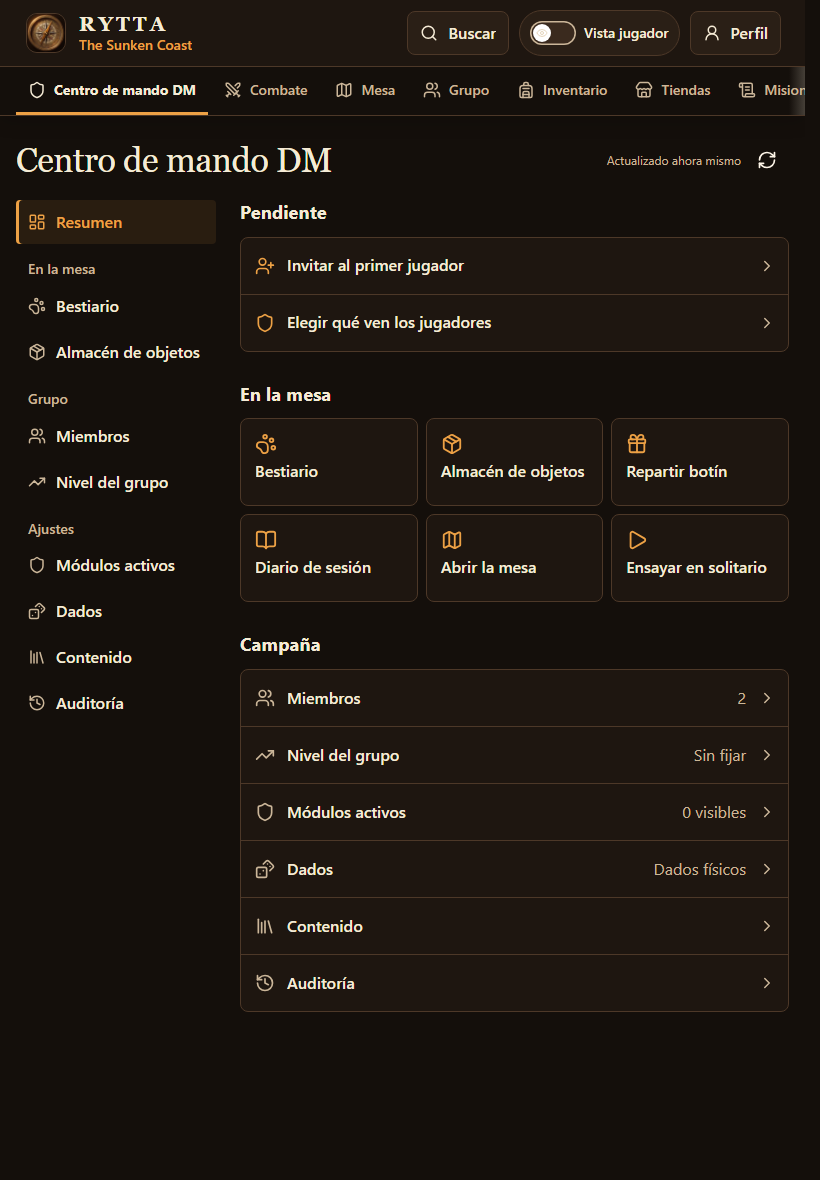 RYTTA
The Sunken Coast
Buscar
Vista jugador
Perfil
Centro de mando DM
Combate
Mesa
Grupo
Inventario
Tiendas
Centro de mando DM
Actualizado ahora mismo
Resumen
En la mesa
Bestiario
Almacén de objetos
Grupo
Miembros
Nivel del grupo
Ajustes
Módulos activos
Dados
Contenido
Auditoría
Pendiente
Invitar al primer jugador
Elegir qué ven los jugadores
En la mesa
Bestiario
Almacén de objetos
Repartir botín
Diario de sesión
Abrir la mesa
Ensayar en solitario
Campaña
Miembros 2
Nivel del grupo Sin fijar
Módulos activos 0 visibles
Dados Dados físicos
Contenido
Auditoría